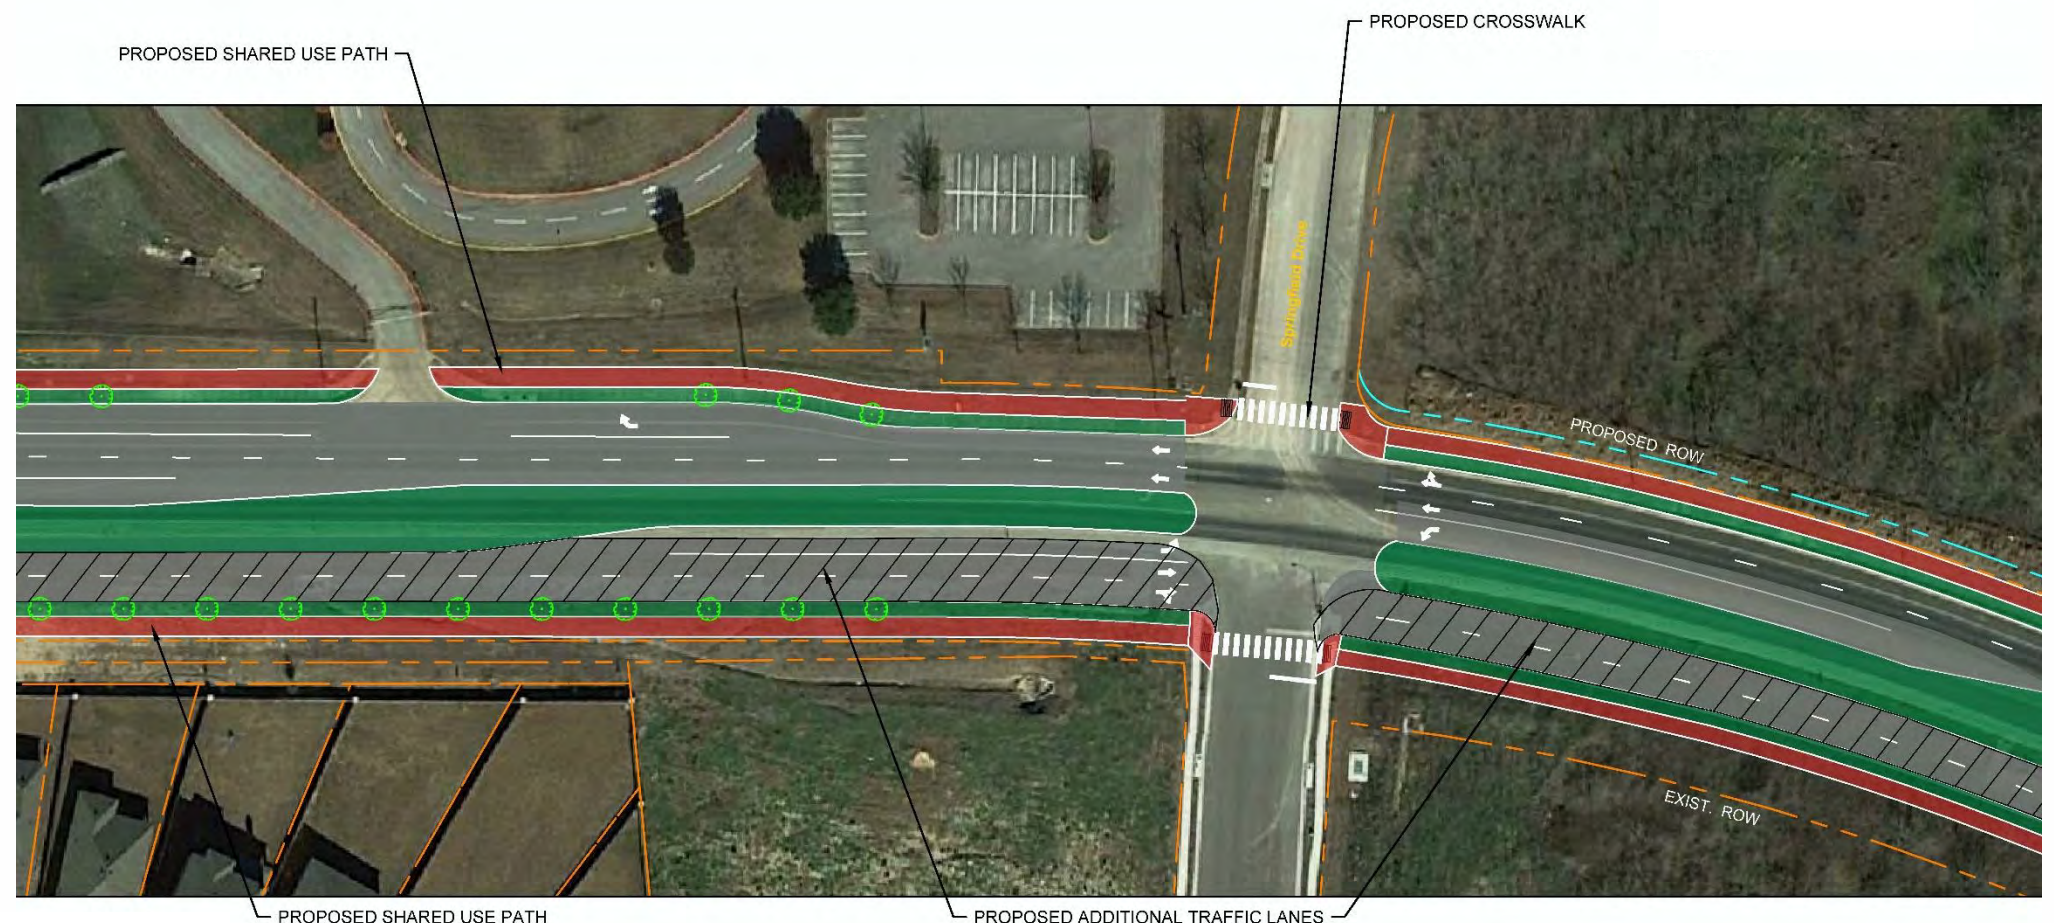 PROPOSED CROSSWALK
PROPOSED SHARED USE PATH
Springfield Drive
PROPOSED ROW
EXIST. ROW
PROPOSED SHARED USE PATH
PROPOSED ADDITIONAL TRAFFIC LANES